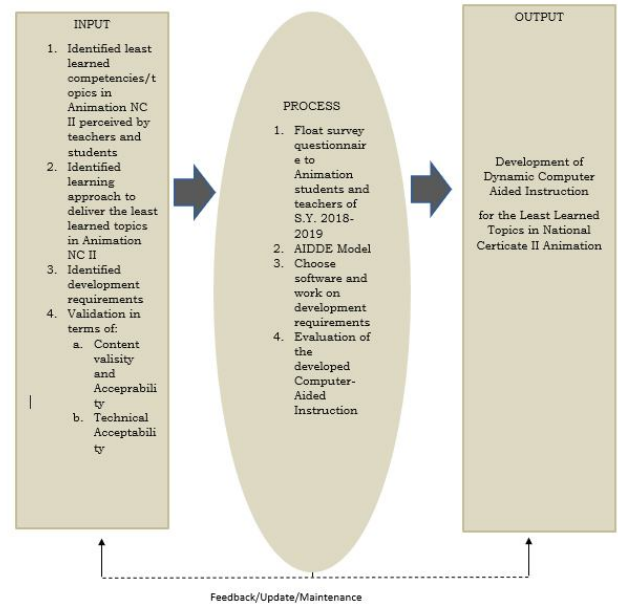 INPUT
1. Identified least
learned
competencies/t
opics in
Animation NC
II perceived by
teachers and
students
2. Identified
learning
approach to
deliver the least
learned topics
in Animation
NC II
3. Identified
development
requirements
4. Validation in
terms of:
a. Content
valisity
and
Acceprabili
ty
b. Technical
Acceptabili
ty
PROCESS
1. Float survey
questionnair
e to
Animation
students and
teachers of
S.Y. 2018-
2019
2. AIDDE Model
3. Choose
software and
work on
development
requirements
4. Evaluation of
the
developed
Computer-
Aided
Instruction
OUTPUT
Development of
Dynamic Computer
Aided Instruction
for the Least Learned
Topics in National
Certicate II Animation
Feedback/Update/Maintenance